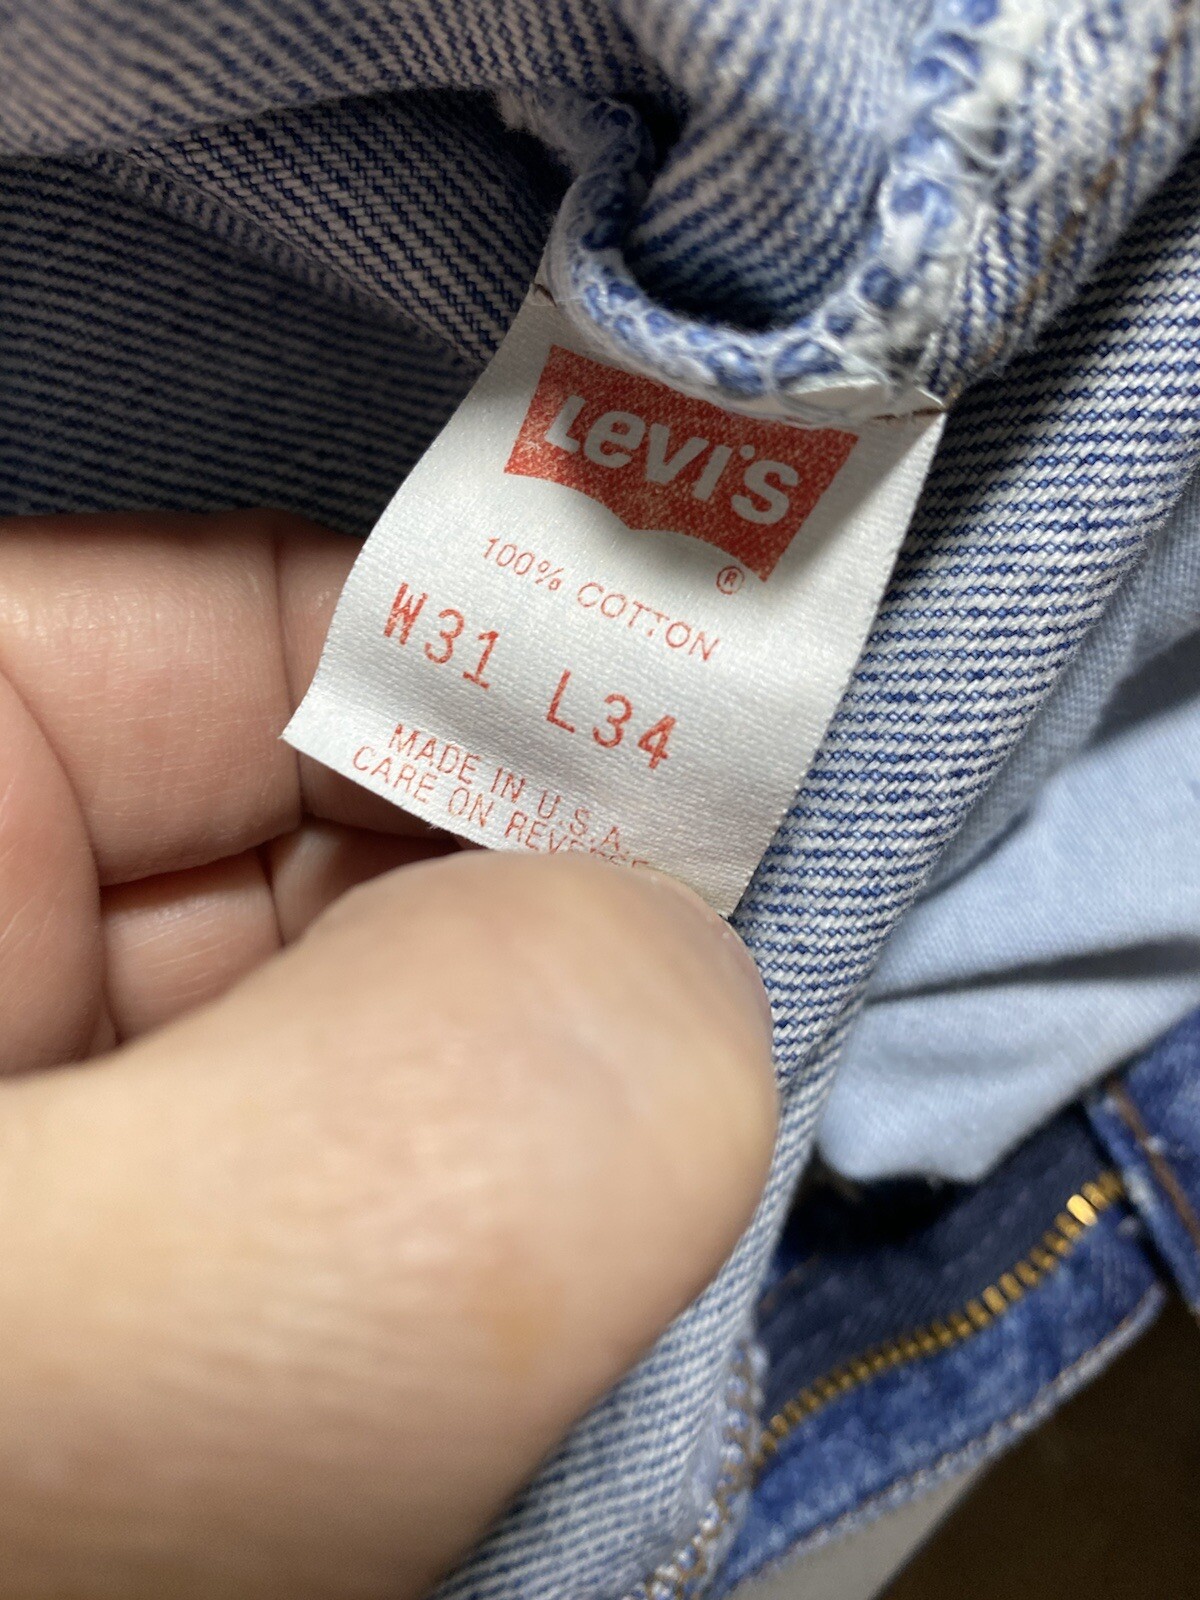 Levi's
®
100% COTTON
W31 L34
MADE IN U.S.A.
CARE ON REVERSE